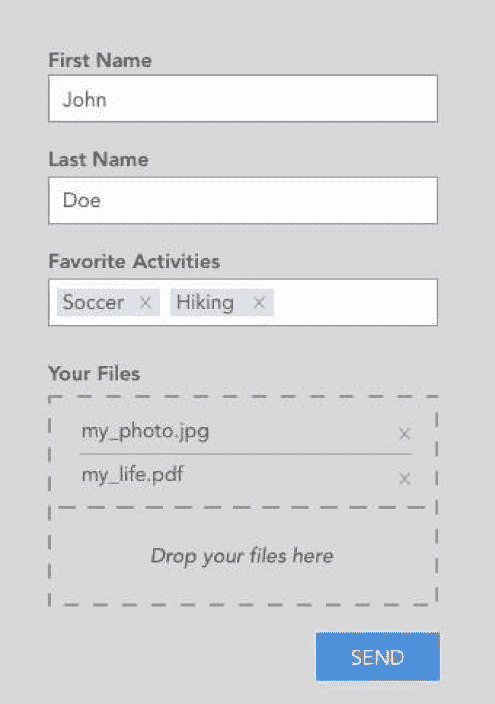 First Name
John
Last Name
Doe
Favorite Activities
Soccer x Hiking x
Your Files
my_photo.jpg x
my_life.pdf x
Drop your files here
SEND